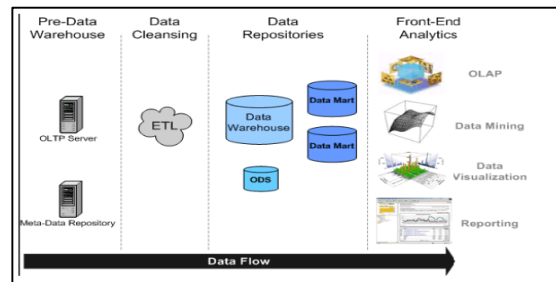 Pre-Data
Warehouse
Data
Cleansing
Data
Repositories
Front-End
Analytics
OLTP Server
Meta-Data Repository
ETL
Data
Warehouse
Data Mart
Data Mart
ODS
OLAP
Data Mining
Data
Visualization
Reporting
Data Flow